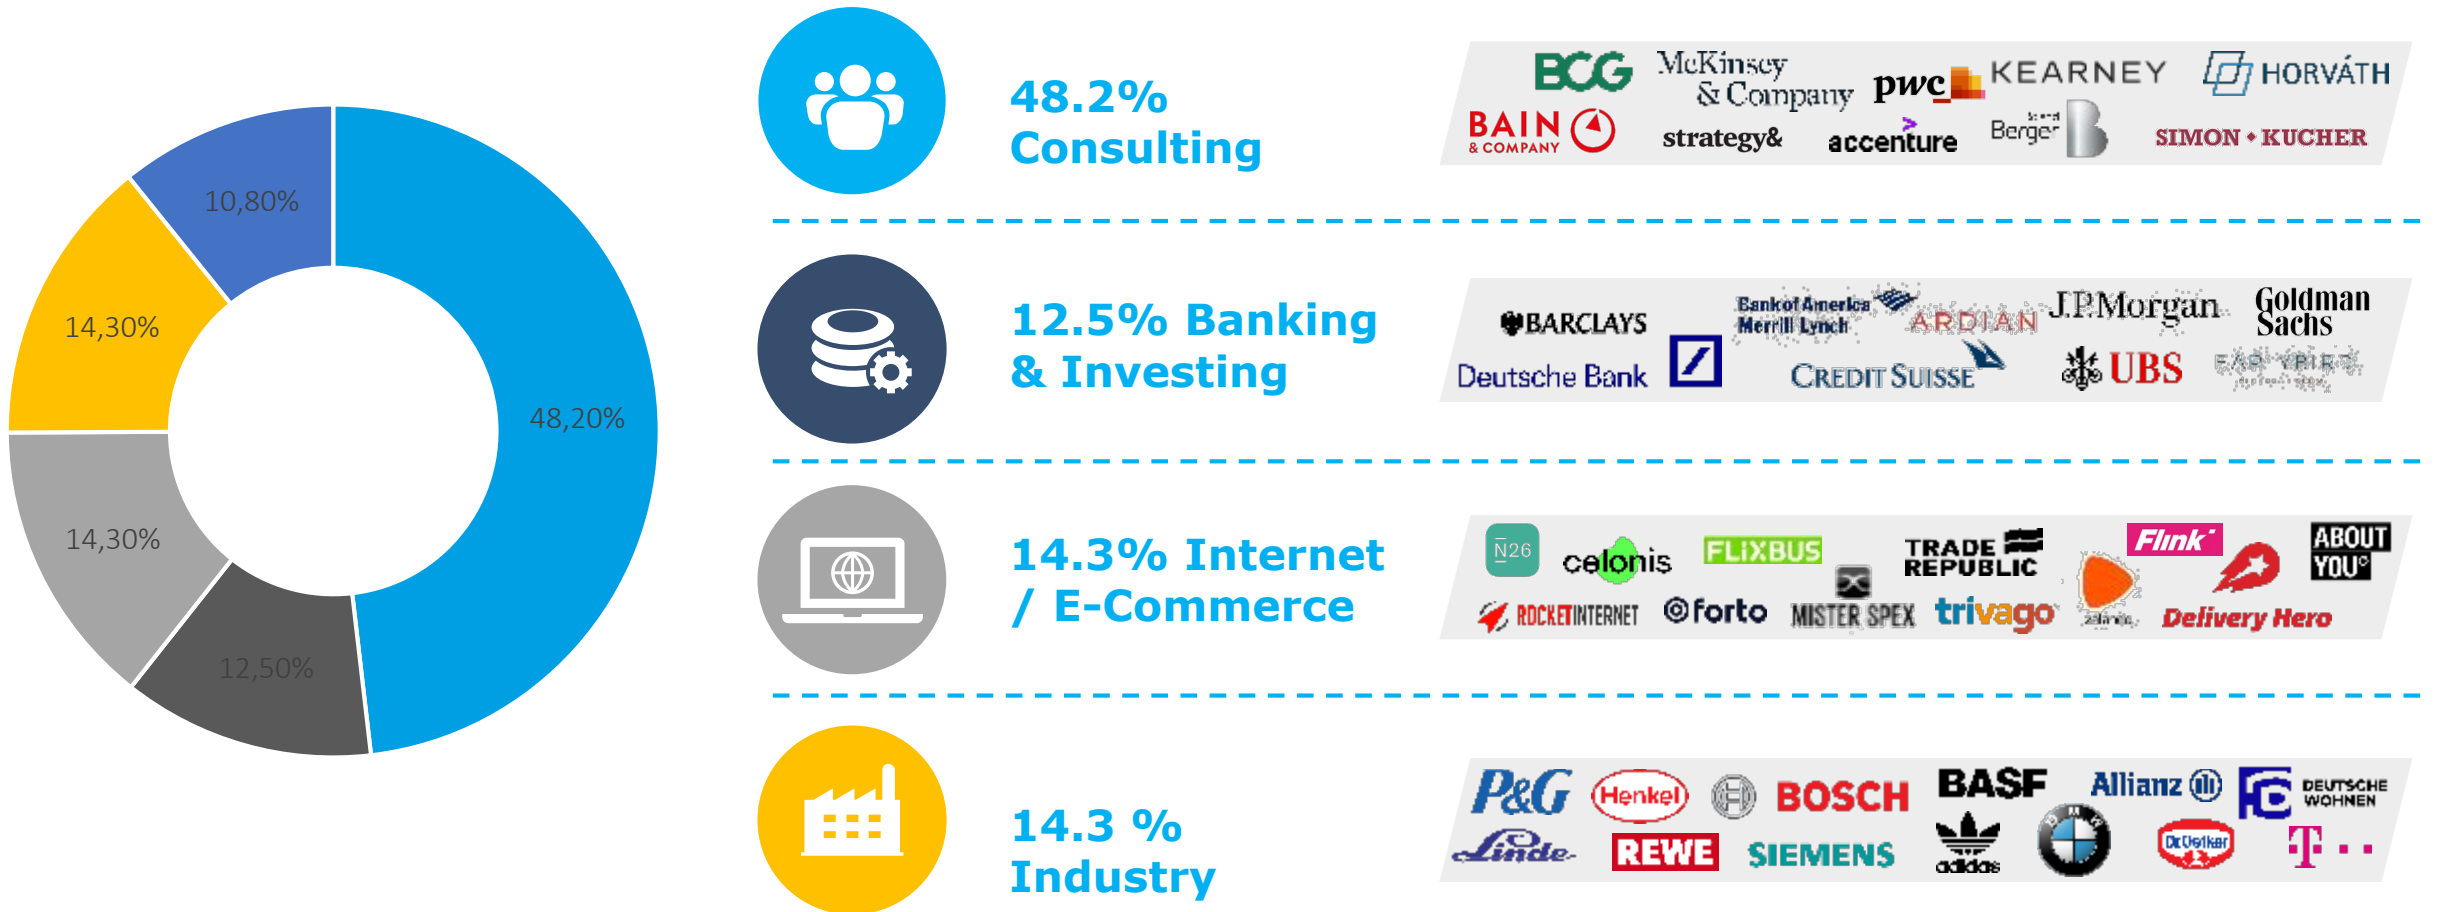 10,80%
14,30%
48,20%
14,30%
12,50%
48.2%
Consulting
BCG
McKinsey
& Company
pwc
KEARNEY
HORVÁTH
BAIN
& COMPANY
strategy&
accenture
Berger
B
SIMON • KUCHER
12.5% Banking
& Investing
BARCLAYS
Bank of America
Merrill Lynch
ARDIAN
J.P.Morgan
Goldman
Sachs
Deutsche Bank
CREDIT SUISSE
UBS
14.3% Internet
/ E-Commerce
N26
celonis
FLiXBUS
TRADE
REPUBLIC
Flink
ABOUT
YOU°
ROCKET INTERNET
forto
MISTER SPEX
trivago
zalando
Delivery Hero
14.3 %
Industry
P&G
Henkel
BOSCH
BASF
Allianz
DEUTSCHE
WOHNEN
Linde
REWE
SIEMENS
adidas
BMW
Dr.Oetker
T